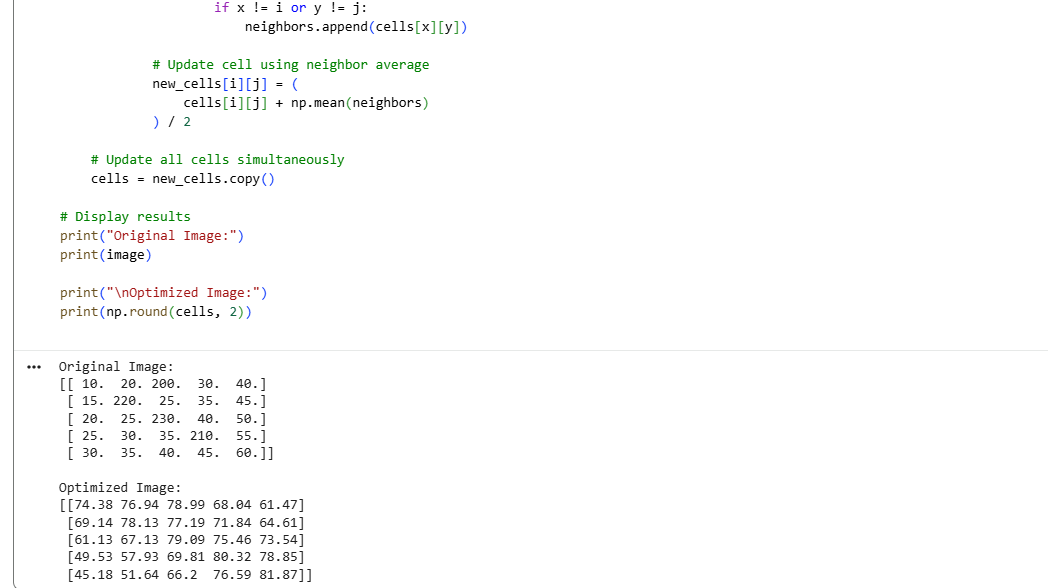 if x != i or y != j:
neighbors.append(cells[x][y])
# Update cell using neighbor average
new_cells[i][j] = (
cells[i][j] + np.mean(neighbors)
) / 2
# Update all cells simultaneously
cells = new_cells.copy()
# Display results
print("Original Image:")
print(image)
print("\nOptimized Image:")
print(np.round(cells, 2))
Original Image:
[[ 10.  20. 200.  30.  40.]
 [ 15. 220.  25.  35.  45.]
 [ 20.  25. 230.  40.  50.]
 [ 25.  30.  35. 210.  55.]
 [ 30.  35.  40.  45.  60.]]
Optimized Image:
[[74.38 76.94 78.99 68.04 61.47]
 [69.14 78.13 77.19 71.84 64.61]
 [61.13 67.13 79.09 75.46 73.54]
 [49.53 57.93 69.81 80.32 78.85]
 [45.18 51.64 66.2  76.59 81.87]]